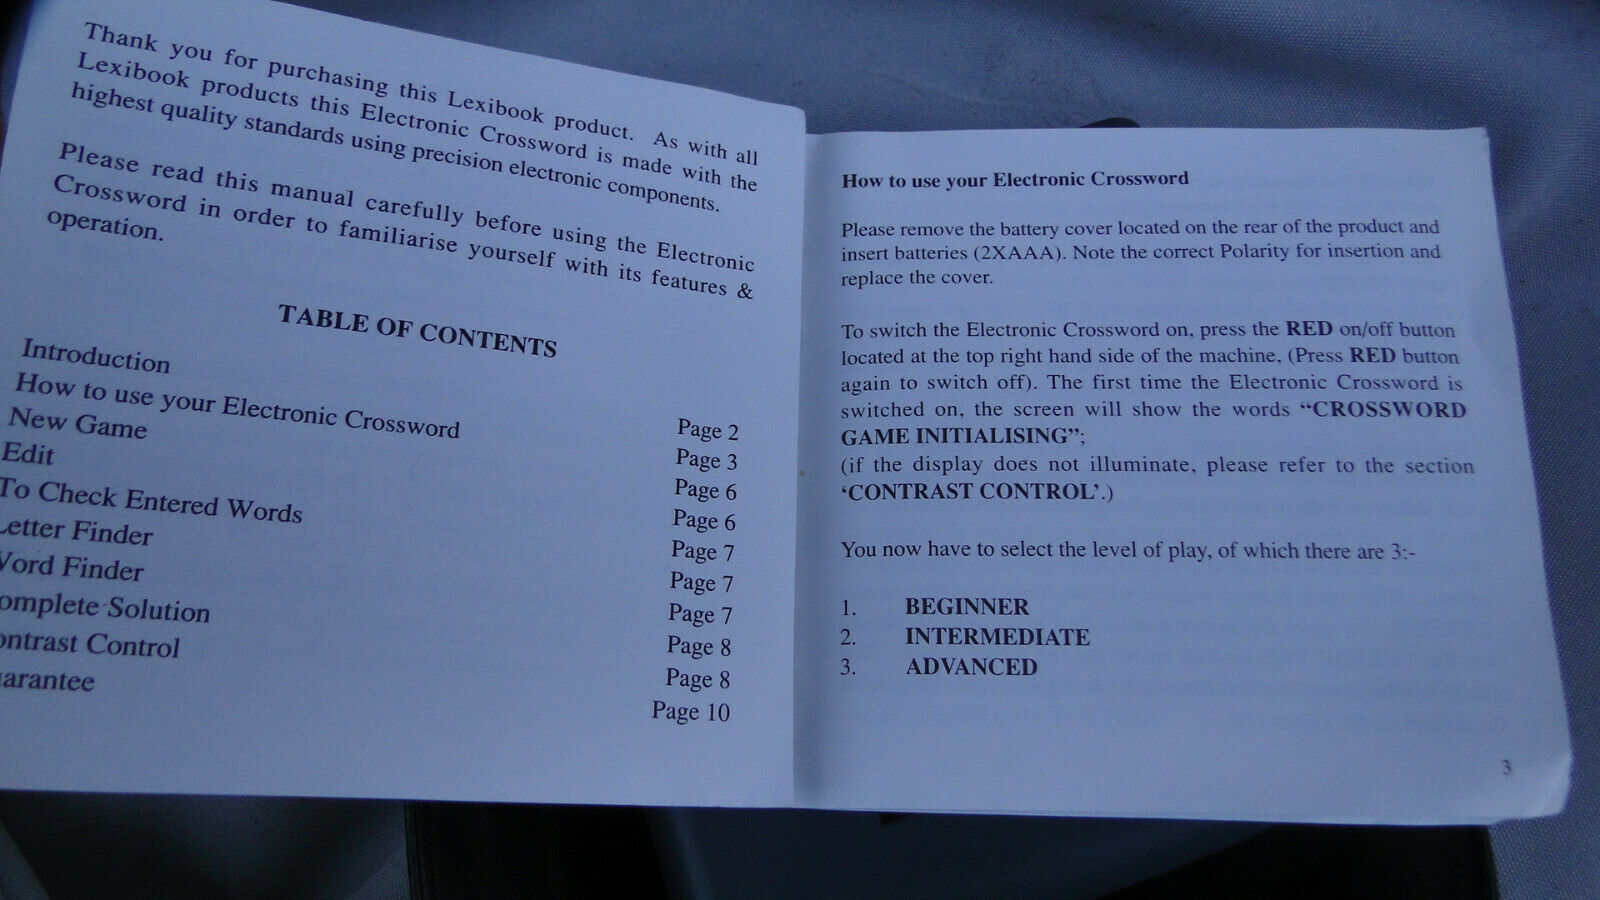 Thank you for purchasing this Lexibook product. As with all
Lexibook products this Electronic Crossword is made with the
highest quality standards using precision electronic components.
Please read this manual carefully before using the Electronic
Crossword in order to familiarise yourself with its features &
operation.
TABLE OF CONTENTS
Introduction Page 2
How to use your Electronic Crossword Page 3
New Game Page 6
Edit Page 6
To Check Entered Words Page 7
Letter Finder Page 7
Word Finder Page 7
omplete Solution Page 8
ontrast Control Page 8
arantee Page 10
How to use your Electronic Crossword
Please remove the battery cover located on the rear of the product and
insert batteries (2XAAA). Note the correct Polarity for insertion and
replace the cover.
To switch the Electronic Crossword on, press the RED on/off button
located at the top right hand side of the machine, (Press RED button
again to switch off). The first time the Electronic Crossword is
switched on, the screen will show the words “CROSSWORD
GAME INITIALISING”;
(if the display does not illuminate, please refer to the section
‘CONTRAST CONTROL’.)
You now have to select the level of play, of which there are 3:-
1. BEGINNER
2. INTERMEDIATE
3. ADVANCED
3